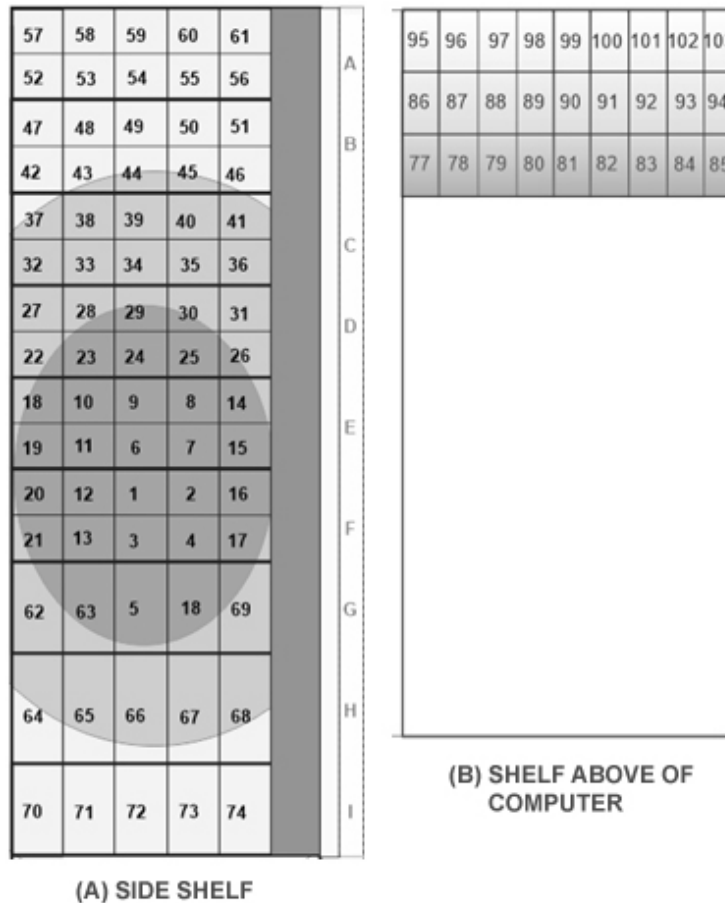 57 58 59 60 61
A
52 53 54 55 56
47 48 49 50 51
B
42 43 44 45 46
37 38 39 40 41
C
32 33 34 35 36
27 28 29 30 31
D
22 23 24 25 26
18 10 9 8 14
E
19 11 6 7 15
20 12 1 2 16
F
21 13 3 4 17
62 63 5 18 69
G
64 65 66 67 68
H
70 71 72 73 74
I
(A) SIDE SHELF
95 96 97 98 99 100 101 102
86 87 88 89 90 91 92 93 94
77 78 79 80 81 82 83 84 85
(B) SHELF ABOVE OF
COMPUTER